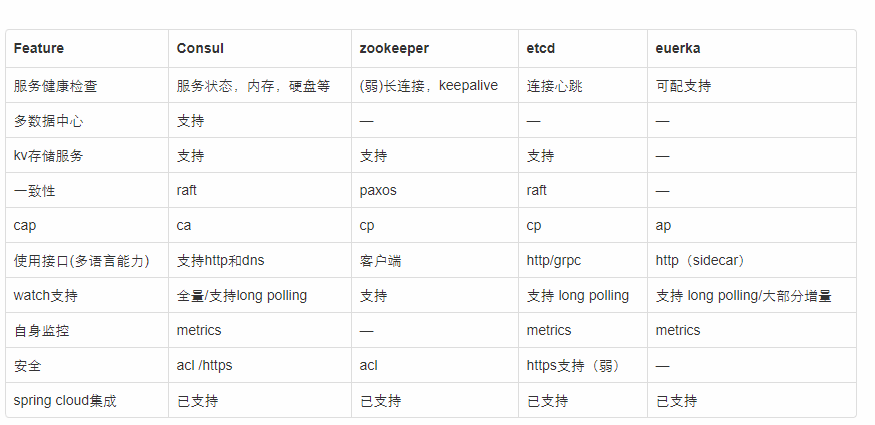 Feature Consul zookeeper etcd euerka
服务健康检查 服务状态，内存，硬盘等 (弱)长连接，keepalive 连接心跳 可配支持
多数据中心 支持 — — —
kv存储服务 支持 支持 支持 —
一致性 raft paxos raft —
cap ca cp cp ap
使用接口(多语言能力) 支持http和dns 客户端 http/grpc http（sidecar）
watch支持 全量/支持long polling 支持 支持 long polling 支持 long polling/大部分增量
自身监控 metrics — metrics metrics
安全 acl /https acl https支持（弱） —
spring cloud集成 已支持 已支持 已支持 已支持